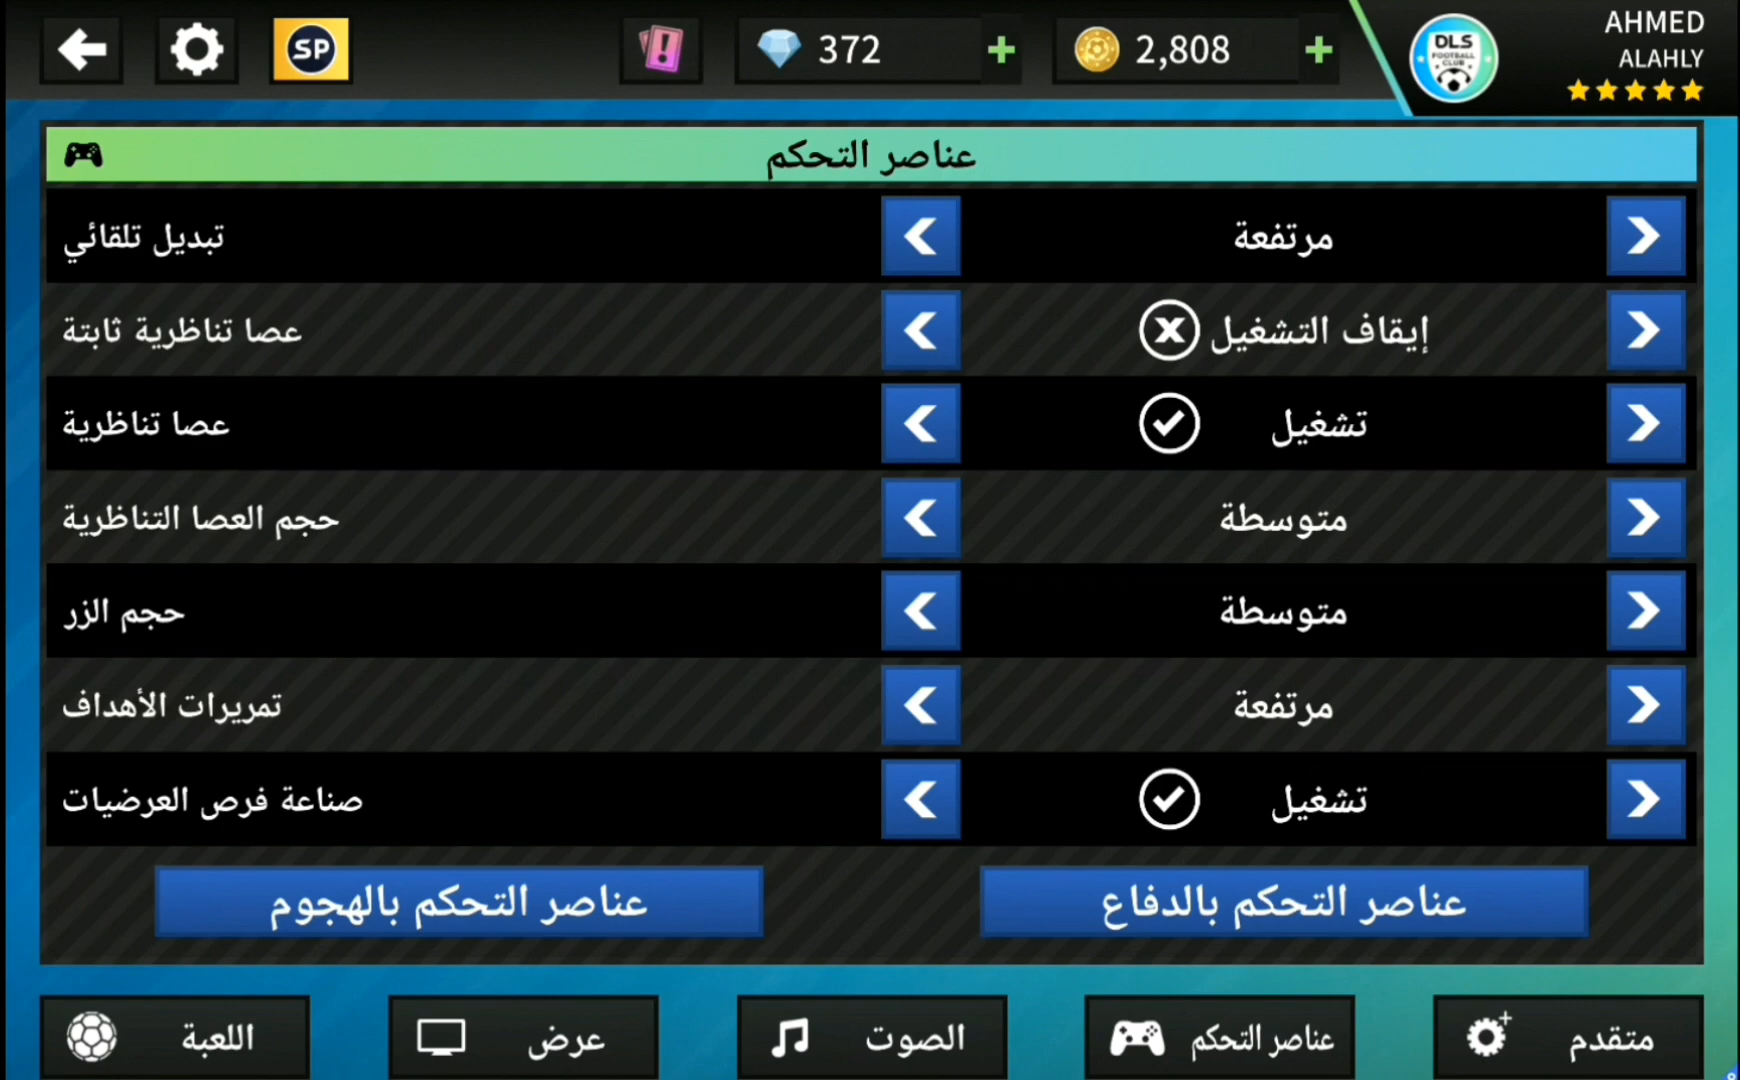 SP
372
2,808
DLS
FOOTBALL
CLUB
AHMED
ALAHLY
عناصر التحكم
تبديل تلقائي
مرتفعة
عصا تناظرية ثابتة
إيقاف التشغيل
عصا تناظرية
تشغيل
حجم العصا التناظرية
متوسطة
حجم الزر
متوسطة
تمريرات الأهداف
مرتفعة
صناعة فرص العرضيات
تشغيل
عناصر التحكم بالهجوم
عناصر التحكم بالدفاع
اللعبة
عرض
الصوت
عناصر التحكم
متقدم